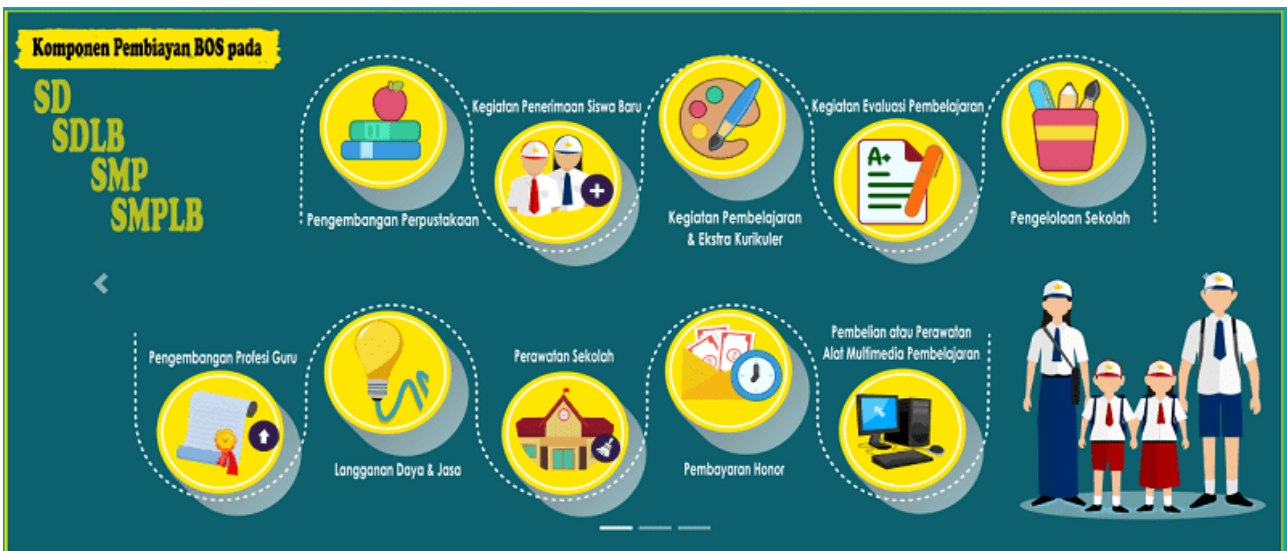 Komponen Pembiayan BOS pada
SD
SDLB
SMP
SMPLB
Pengembangan Perpustakaan
Kegiatan Penerimaan Siswa Baru
Kegiatan Pembelajaran
& Ekstra Kurikuler
Kegiatan Evaluasi Pembelajaran
A+
Pengelolaan Sekolah
Pengembangan Profesi Guru
Langganan Daya & Jasa
Perawatan Sekolah
Pembayaran Honor
Pembelian atau Perawatan
Alat Multimedia Pembelajaran